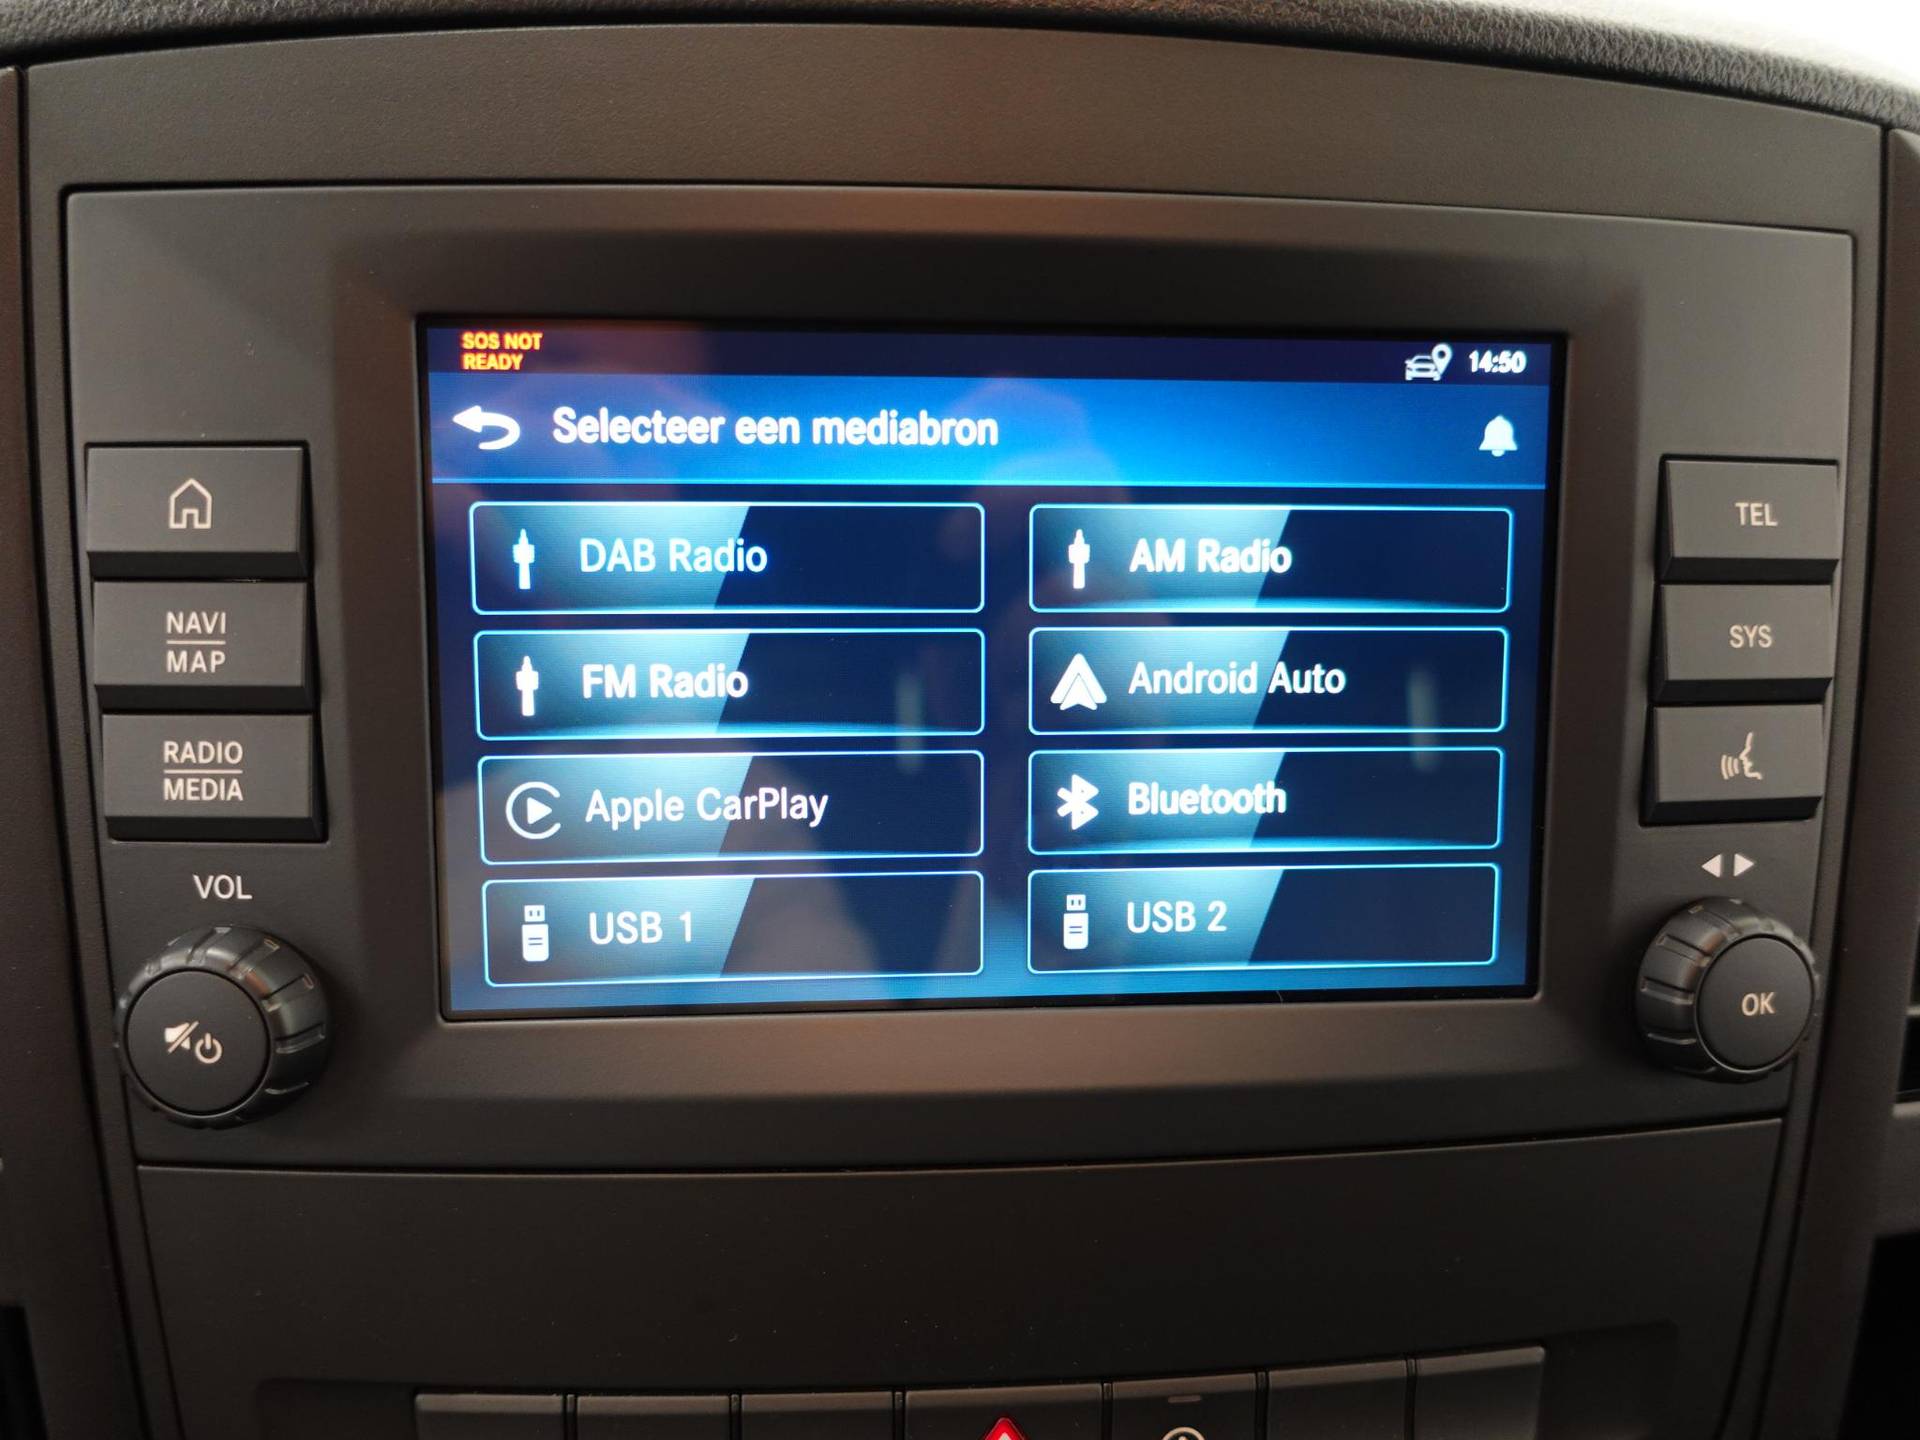 SOS NOT
READY
14:50
Selecteer een mediabron
DAB Radio
AM Radio
FM Radio
Android Auto
Apple CarPlay
Bluetooth
USB 1
USB 2
NAVI
MAP
RADIO
MEDIA
VOL
TEL
SYS
OK